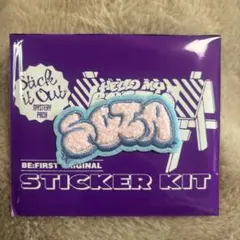 Stick
it Out
MYSTERY
PACK
HELLO MY
SOTA
BE:FIRST ORIGINAL
STICKER KIT